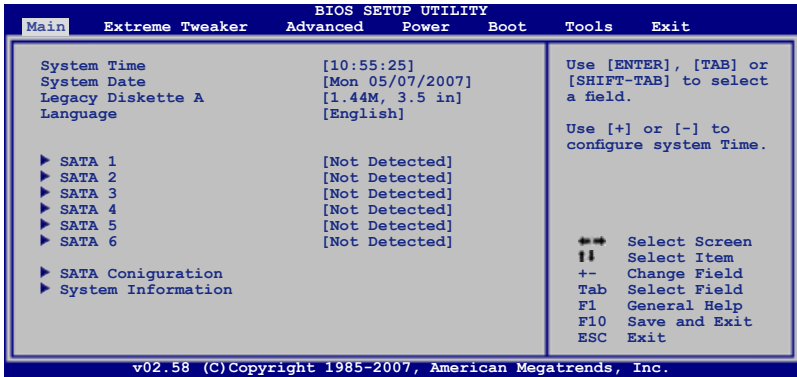 BIOS SETUP UTILITY
Main Extreme Tweaker Advanced Power Boot Tools Exit
System Time [10:55:25]
System Date [Mon 05/07/2007]
Legacy Diskette A [1.44M, 3.5 in]
Language [English]
SATA 1 [Not Detected]
SATA 2 [Not Detected]
SATA 3 [Not Detected]
SATA 4 [Not Detected]
SATA 5 [Not Detected]
SATA 6 [Not Detected]
SATA Coniguration
System Information
Use [ENTER], [TAB] or
[SHIFT-TAB] to select
a field.
Use [+] or [-] to
configure system Time.
Select Screen
Select Item
+- Change Field
Tab Select Field
F1 General Help
F10 Save and Exit
ESC Exit
v02.58 (C)Copyright 1985-2007, American Megatrends, Inc.